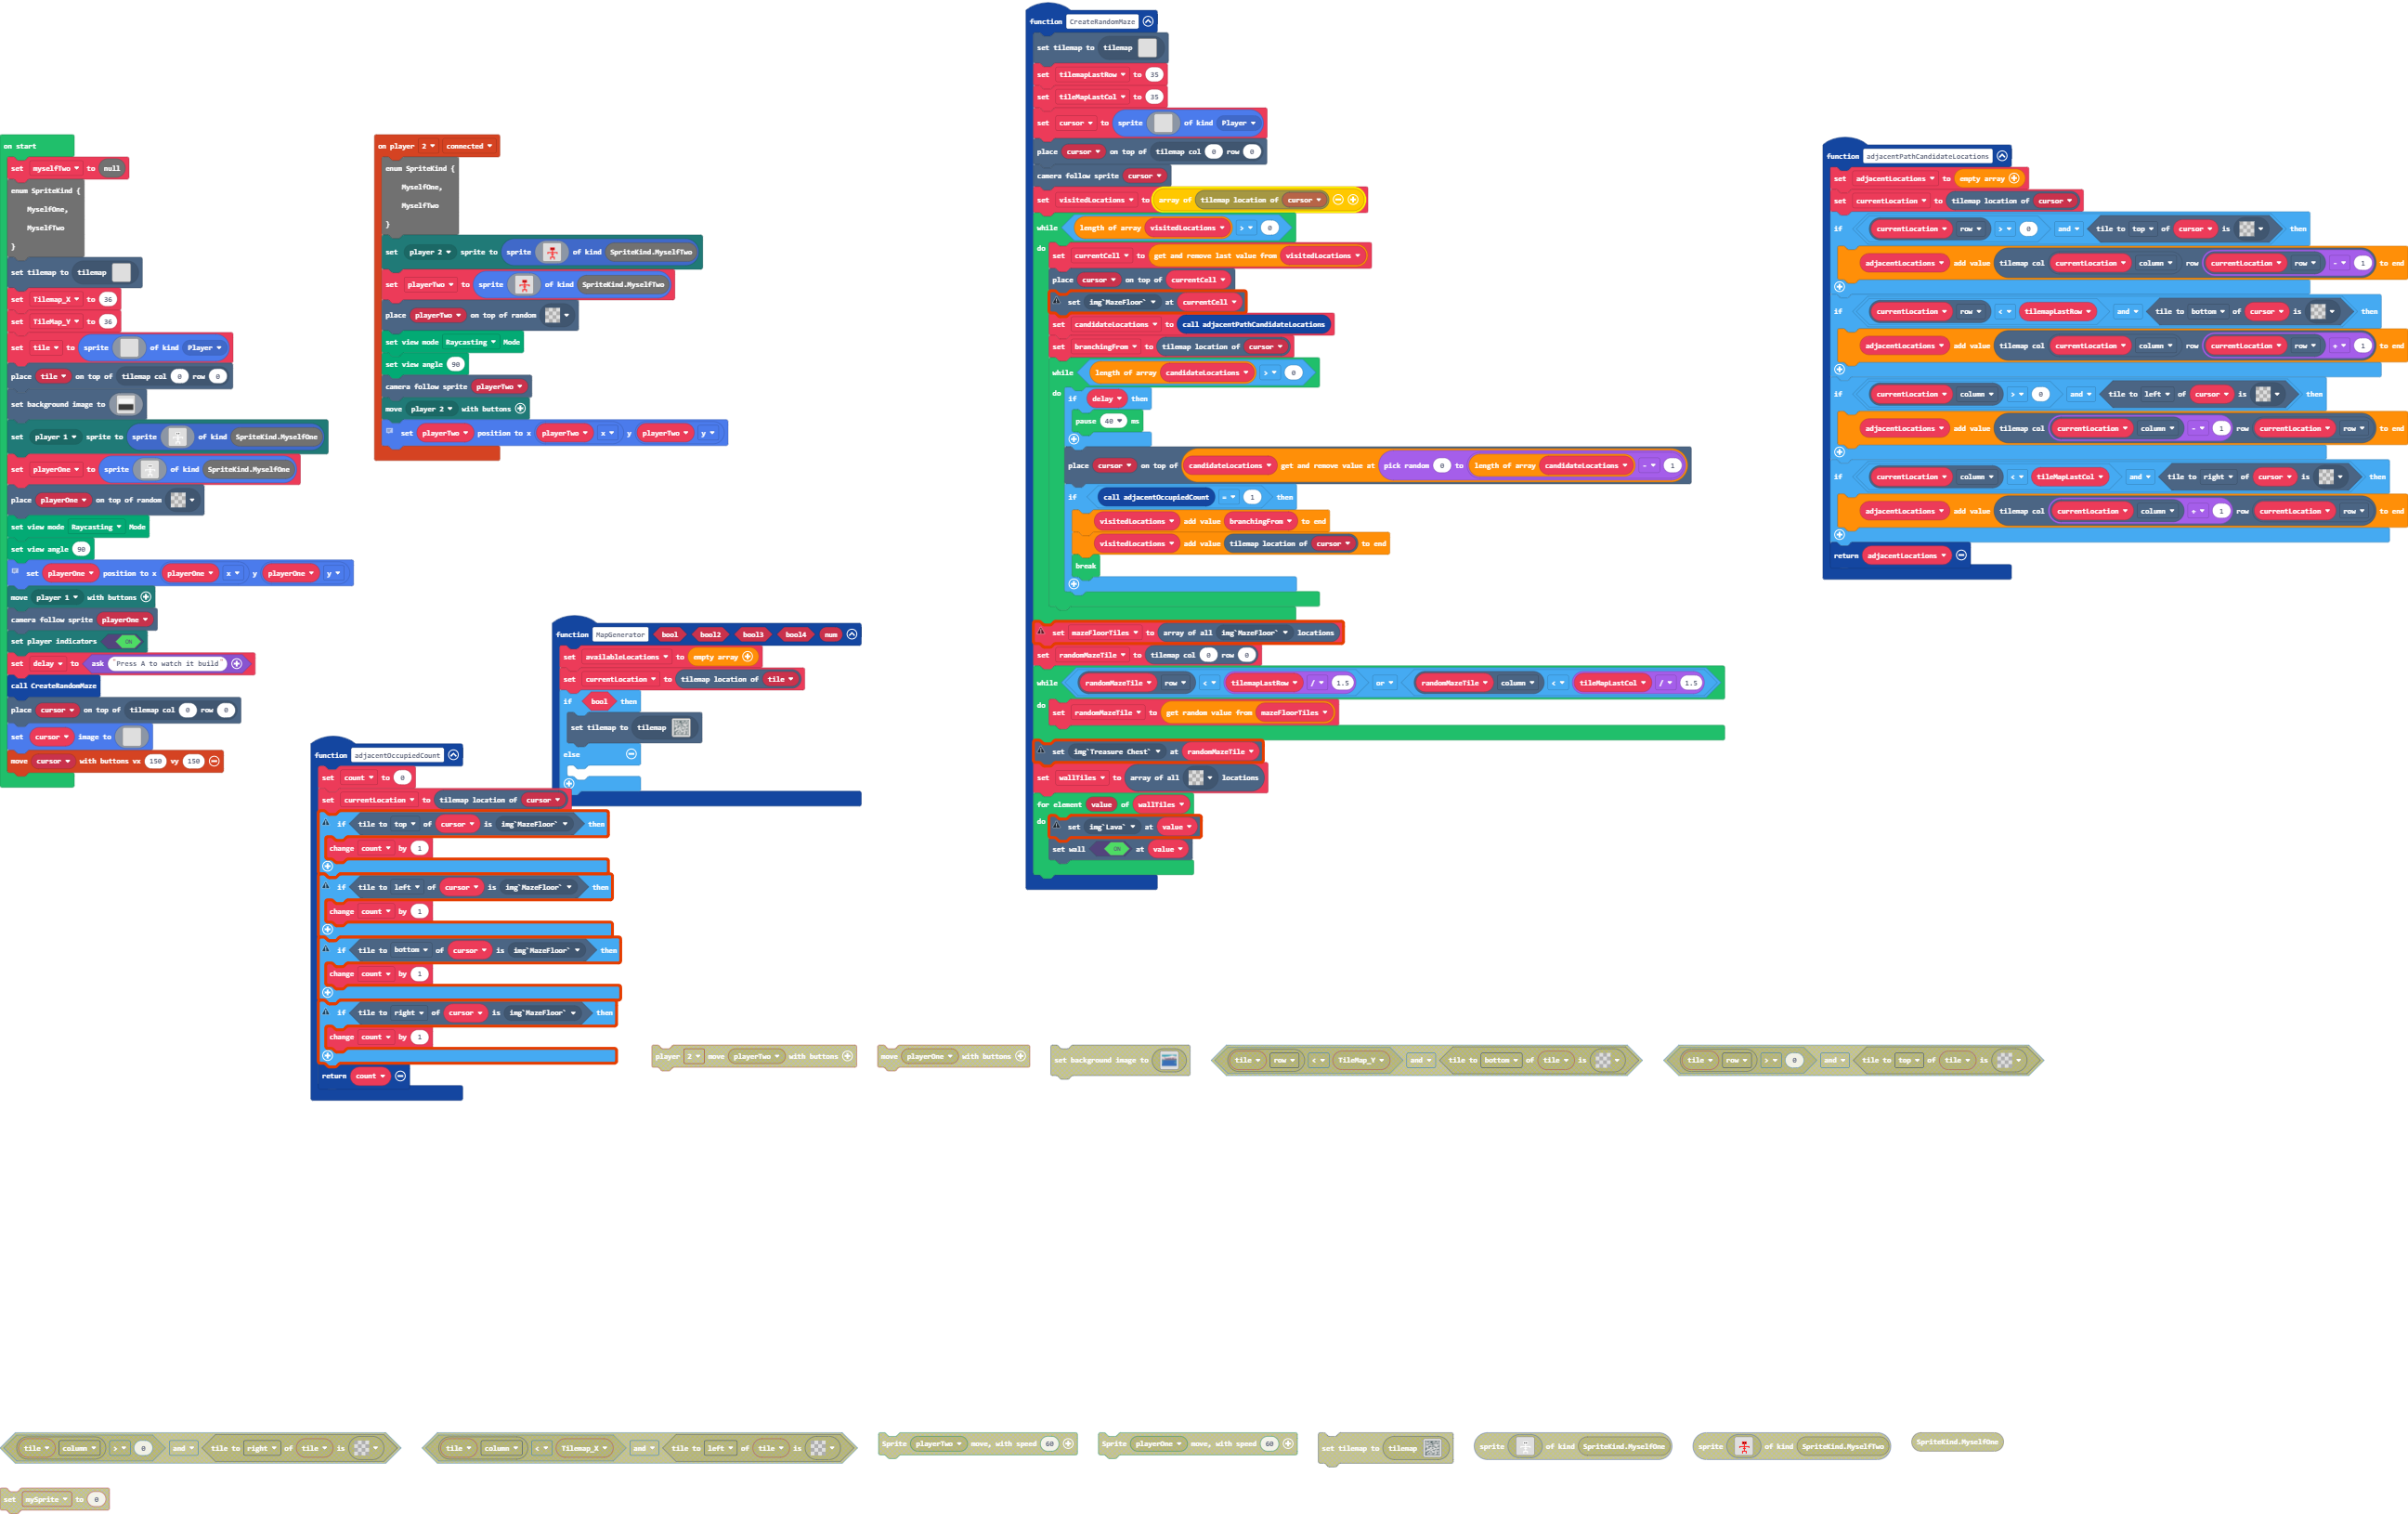 on start
set myselfTwo to null
enum SpriteKind {
MyselfOne,
MyselfTwo
}
set tilemap to tilemap
set Tilemap_X to 36
set TileMap_Y to 36
set tile to sprite of kind Player
place tile on top of tilemap col 0 row 0
set background image to
set player 1 sprite to sprite of kind SpriteKind.MyselfOne
set playerOne to sprite of kind SpriteKind.MyselfOne
place playerOne on top of random
set view mode Raycasting Mode
set view angle 90
set playerOne position to x playerOne x y playerOne y
move player 1 with buttons
camera follow sprite playerOne
set player indicators ON
set delay to ask "Press A to watch it build"
call CreateRandomMaze
place cursor on top of tilemap col 0 row 0
set cursor image to
move cursor with buttons vx 150 vy 150
on player 2 connected
enum SpriteKind {
MyselfOne,
MyselfTwo
}
set player 2 sprite to sprite of kind SpriteKind.MyselfTwo
set playerTwo to sprite of kind SpriteKind.MyselfTwo
place playerTwo on top of random
set view mode Raycasting Mode
set view angle 90
camera follow sprite playerTwo
move player 2 with buttons
set playerTwo position to x playerTwo x y playerTwo y
function MapGenerator bool bool2 bool3 bool4 num
set availableLocations to empty array
set currentLocation to tilemap location of tile
if bool then
set tilemap to tilemap
else
function adjacentOccupiedCount
set count to 0
set currentLocation to tilemap location of cursor
if tile to top of cursor is img`MazeFloor` then
change count by 1
if tile to left of cursor is img`MazeFloor` then
change count by 1
if tile to bottom of cursor is img`MazeFloor` then
change count by 1
if tile to right of cursor is img`MazeFloor` then
change count by 1
return count
function CreateRandomMaze
set tilemap to tilemap
set tilemapLastRow to 35
set tileMapLastCol to 35
set cursor to sprite of kind Player
place cursor on top of tilemap col 0 row 0
camera follow sprite cursor
set visitedLocations to array of tilemap location of cursor
while length of array visitedLocations > 0
do set currentCell to get and remove last value from visitedLocations
place cursor on top of currentCell
set img`MazeFloor` at currentCell
set candidateLocations to call adjacentPathCandidateLocations
set branchingFrom to tilemap location of cursor
while length of array candidateLocations > 0
do if delay then
pause 40 ms
place cursor on top of candidateLocations get and remove value at pick random 0 to length of array candidateLocations - 1
if call adjacentOccupiedCount = 1 then
visitedLocations add value branchingFrom to end
visitedLocations add value tilemap location of cursor to end
break
set mazeFloorTiles to array of all img`MazeFloor` locations
set randomMazeTile to tilemap col 0 row 0
while randomMazeTile row < tilemapLastRow / 1.5 or randomMazeTile column < tileMapLastCol / 1.5
do set randomMazeTile to get random value from mazeFloorTiles
set img`Treasure Chest` at randomMazeTile
set wallTiles to array of all locations
for element value of wallTiles
do set img`Lava` at value
set wall ON at value
function adjacentPathCandidateLocations
set adjacentLocations to empty array
set currentLocation to tilemap location of cursor
if currentLocation row > 0 and tile to top of cursor is then
adjacentLocations add value tilemap col currentLocation column row currentLocation row - 1 to end
if currentLocation row < tilemapLastRow and tile to bottom of cursor is then
adjacentLocations add value tilemap col currentLocation column row currentLocation row + 1 to end
if currentLocation column > 0 and tile to left of cursor is then
adjacentLocations add value tilemap col currentLocation column - 1 row currentLocation row to end
if currentLocation column < tileMapLastCol and tile to right of cursor is then
adjacentLocations add value tilemap col currentLocation column + 1 row currentLocation row to end
return adjacentLocations
player 2 move playerTwo with buttons
move playerOne with buttons
set background image to
tile row < TileMap_Y and tile to bottom of tile is
tile row > 0 and tile to top of tile is
tile column > 0 and tile to right of tile is
tile column < Tilemap_X and tile to left of tile is
Sprite playerTwo move, with speed 60
Sprite playerOne move, with speed 60
set tilemap to tilemap
sprite of kind SpriteKind.MyselfOne
sprite of kind SpriteKind.MyselfTwo
SpriteKind.MyselfOne
set mySprite to 0